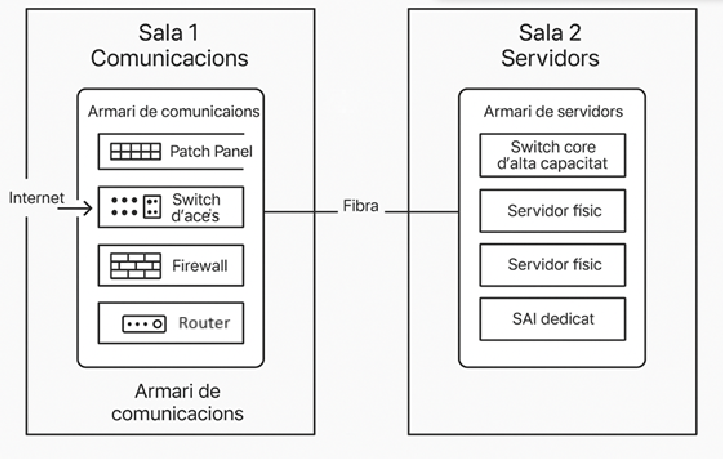 Sala 1
Comunicacions
Armari de comunicaions
Patch Panel
Internet
Switch
d'acés
Firewall
Router
Armari de
comunicacions
Fibra
Sala 2
Servidors
Armari de servidors
Switch core
d'alta capacitat
Servidor físic
Servidor físic
SAI dedicat